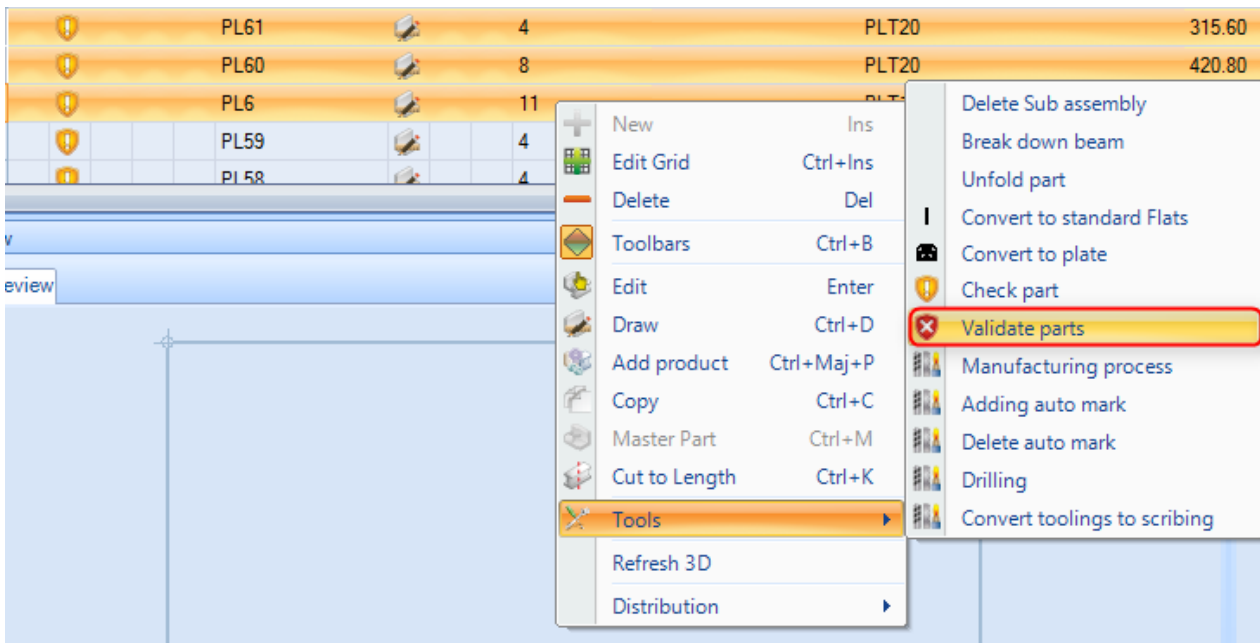 PL61 4 PLT20 315.60
PL60 8 PLT20 420.80
PL6 11
PL59 4
PL58 4
eview
New Ins
Edit Grid Ctrl+Ins
Delete Del
Toolbars Ctrl+B
Edit Enter
Draw Ctrl+D
Add product Ctrl+Maj+P
Copy Ctrl+C
Master Part Ctrl+M
Cut to Length Ctrl+K
Tools
Refresh 3D
Distribution
Delete Sub assembly
Break down beam
Unfold part
Convert to standard Flats
Convert to plate
Check part
Validate parts
Manufacturing process
Adding auto mark
Delete auto mark
Drilling
Convert toolings to scribing